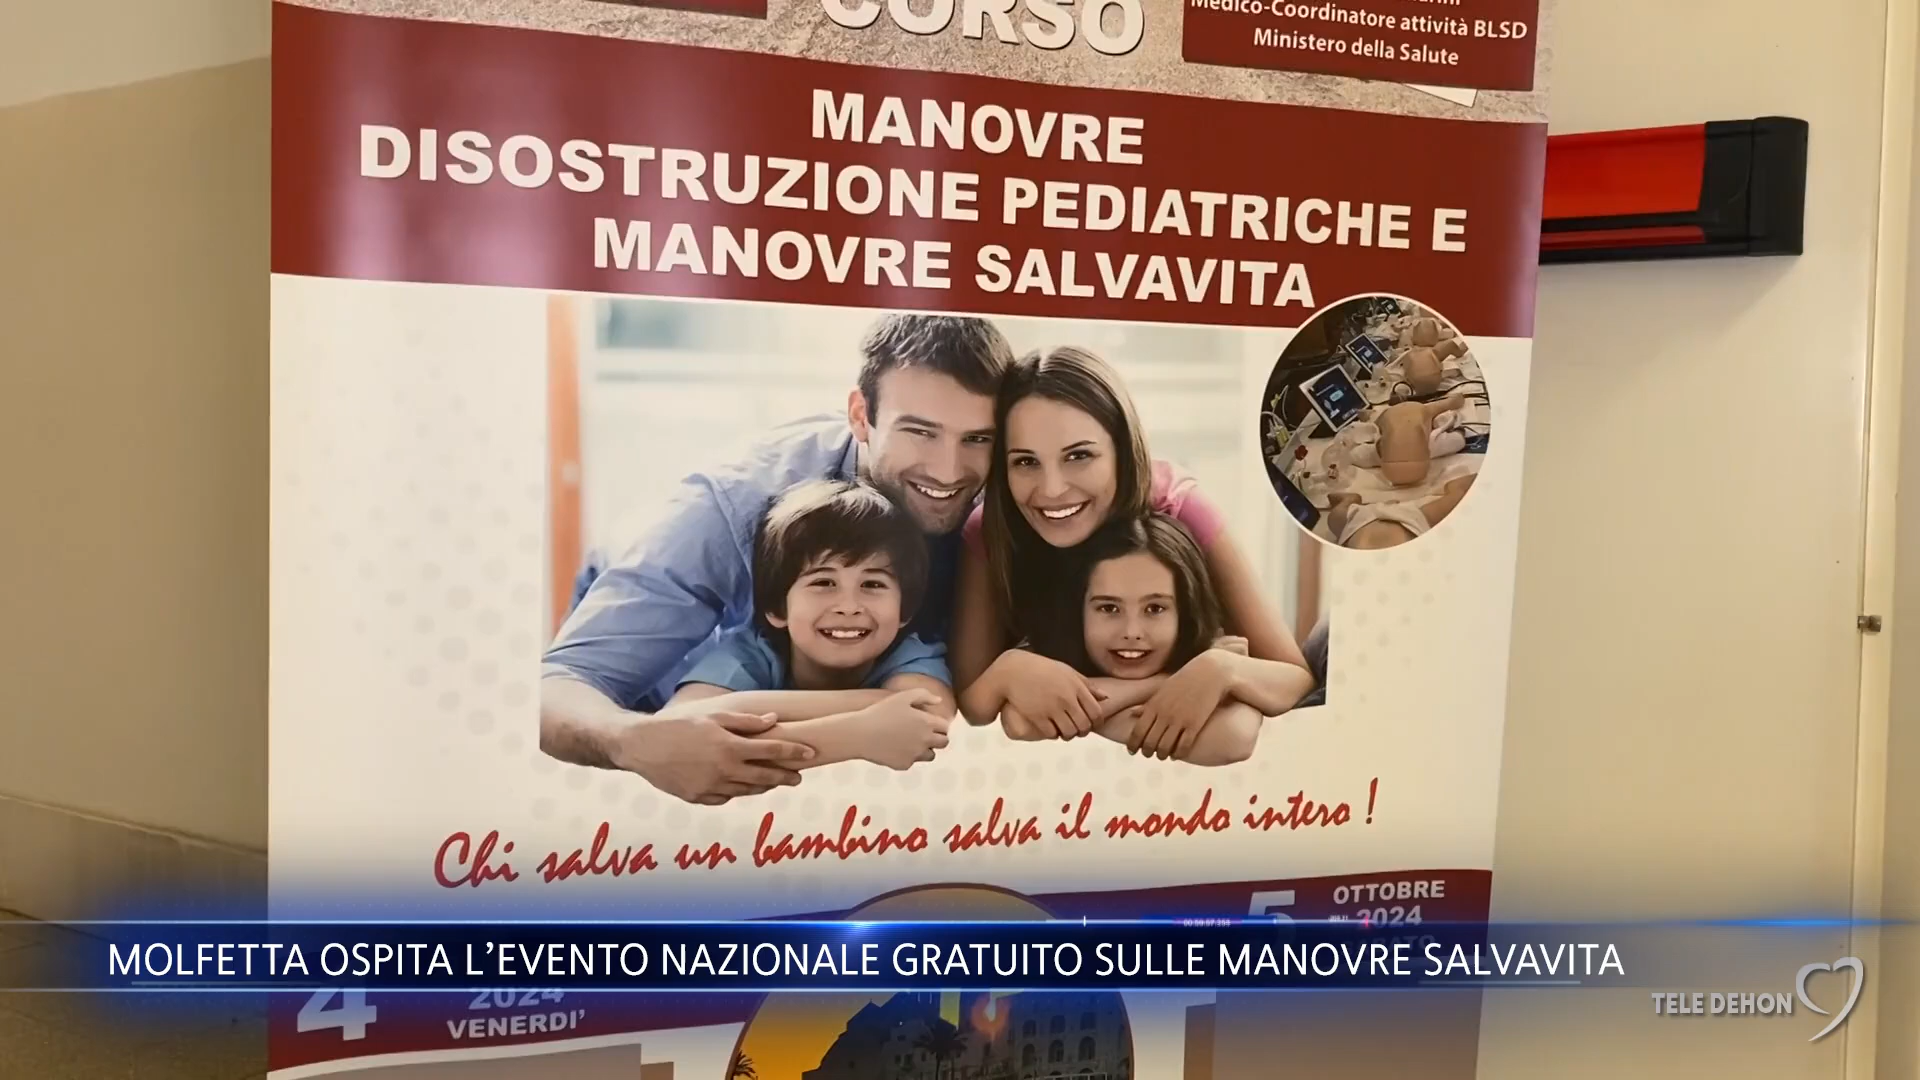 CORSO
Medico-Coordinatore attività BLSD
Ministero della Salute
MANOVRE
DISOSTRUZIONE PEDIATRICHE E
MANOVRE SALVAVITA
Chi salva un bambino salva il mondo intero !
5 OTTOBRE
2024
MOLFETTA OSPITA L'EVENTO NAZIONALE GRATUITO SULLE MANOVRE SALVAVITA
4 2024
VENERDI'
TELE DEHON